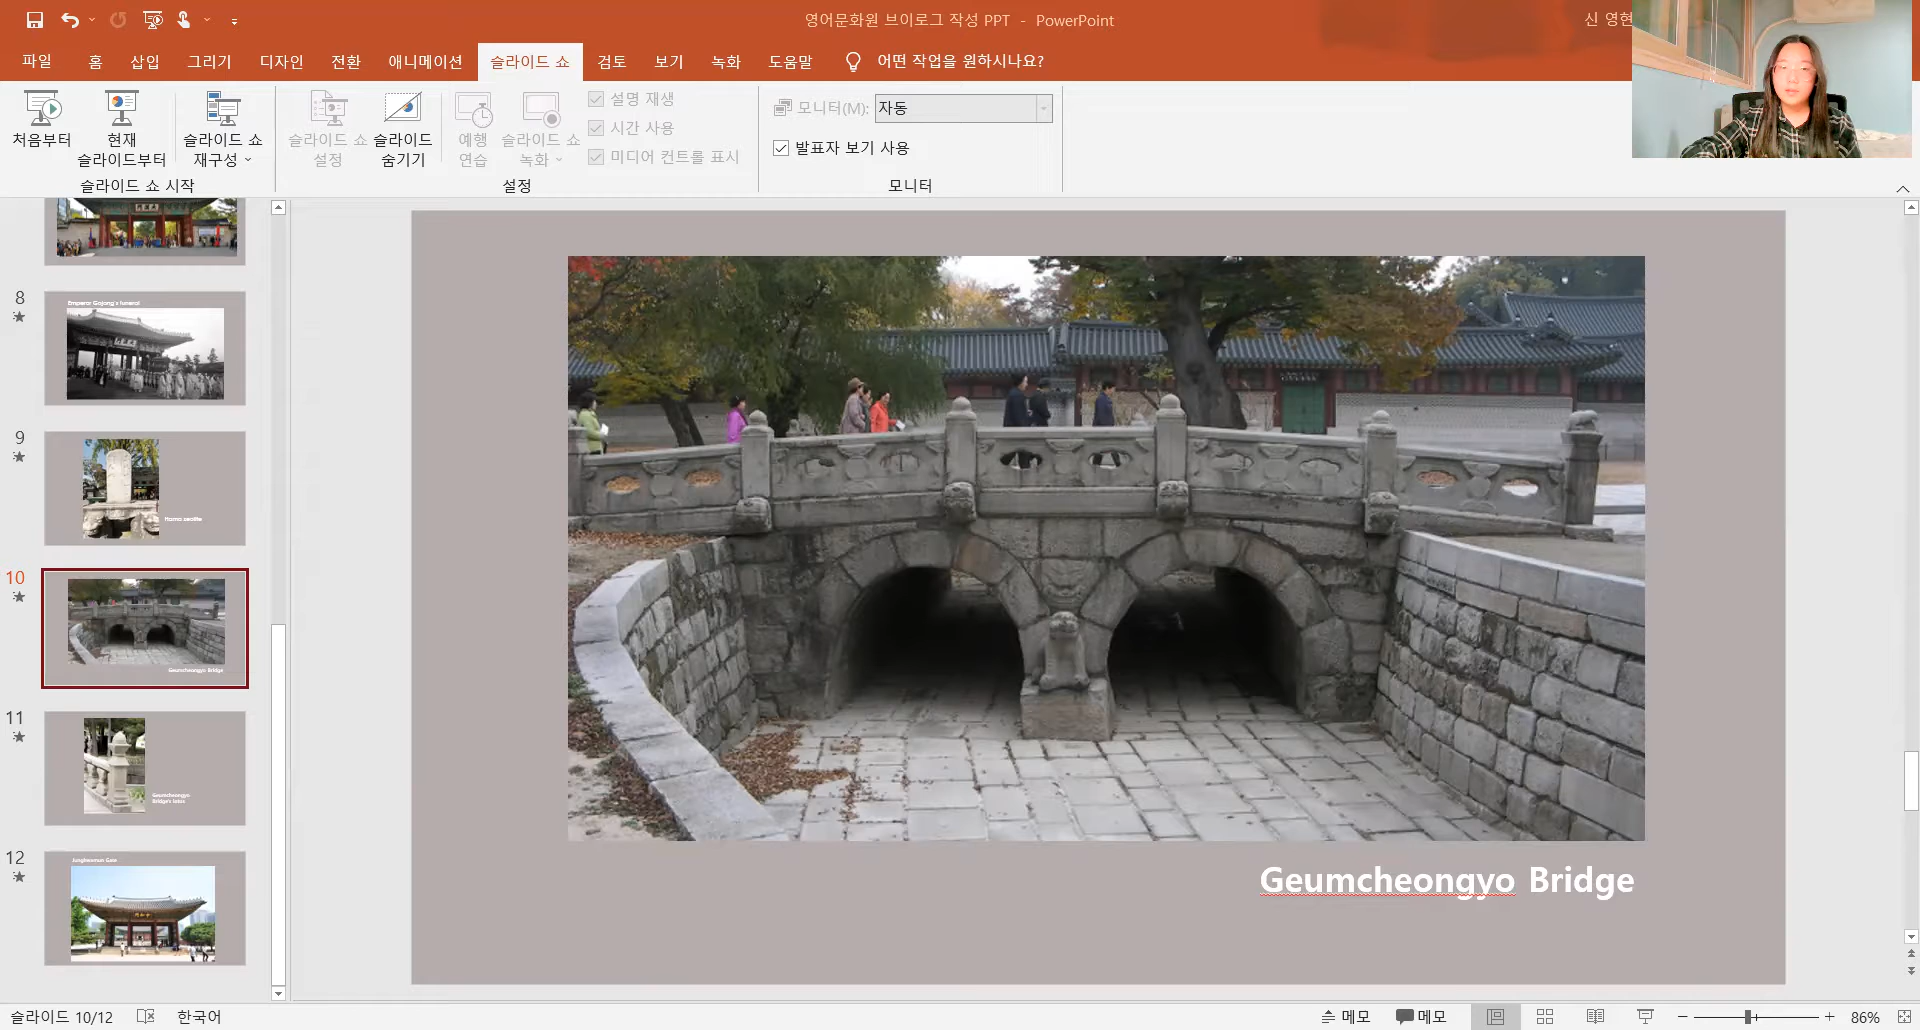 영어문화원 브이로그 작성 PPT - PowerPoint
신 영현
파일 홈 삽입 그리기 디자인 전환 애니메이션 슬라이드 쇼 검토 보기 녹화 도움말 어떤 작업을 원하시나요?
처음부터
현재
슬라이드부터
슬라이드 쇼
재구성
슬라이드 쇼 시작
슬라이드 쇼
설정
슬라이드
숨기기
예행
연습
슬라이드 쇼
녹화
설명 재생
시간 사용
미디어 컨트롤 표시
설정
모니터(M): 자동
발표자 보기 사용
모니터
8
Emperor Gojong's funeral
9
10
Geumcheongyo Bridge
11
Geumcheongyo
Bridge's lotus
12
Geumcheongyo Bridge
슬라이드 10/12
한국어
메모
메모
86%